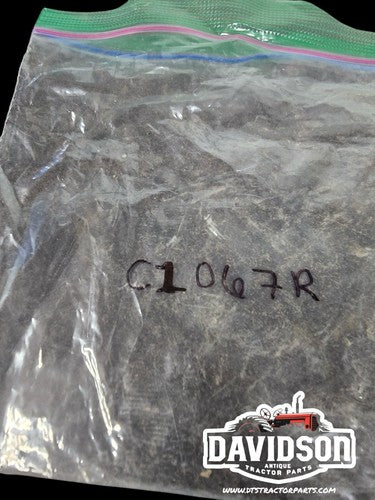 C1067R
DAVIDSON
ANTIQUE
TRACTOR PARTS
WWW.DTSTRACTORPARTS.COM